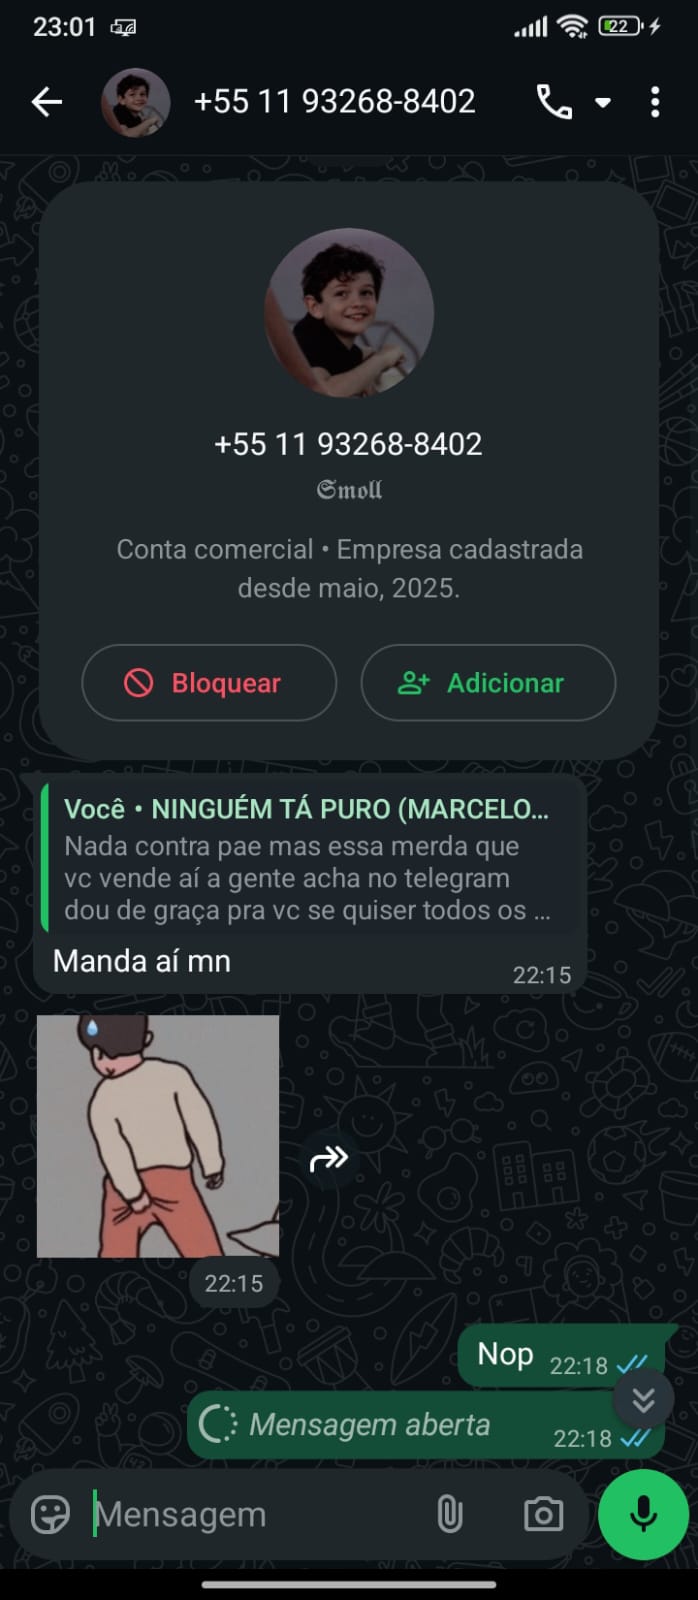 23:01
22
+55 11 93268-8402
+55 11 93268-8402
𝕾𝖒𝖔𝖑𝖑
Conta comercial • Empresa cadastrada
desde maio, 2025.
Bloquear
Adicionar
Você • NINGUÉM TÁ PURO (MARCELO...
Nada contra pae mas essa merda que
vc vende aí a gente acha no telegram
dou de graça pra vc se quiser todos os ...
Manda aí mn
22:15
22:15
Nop
22:18
Mensagem aberta
22:18
Mensagem